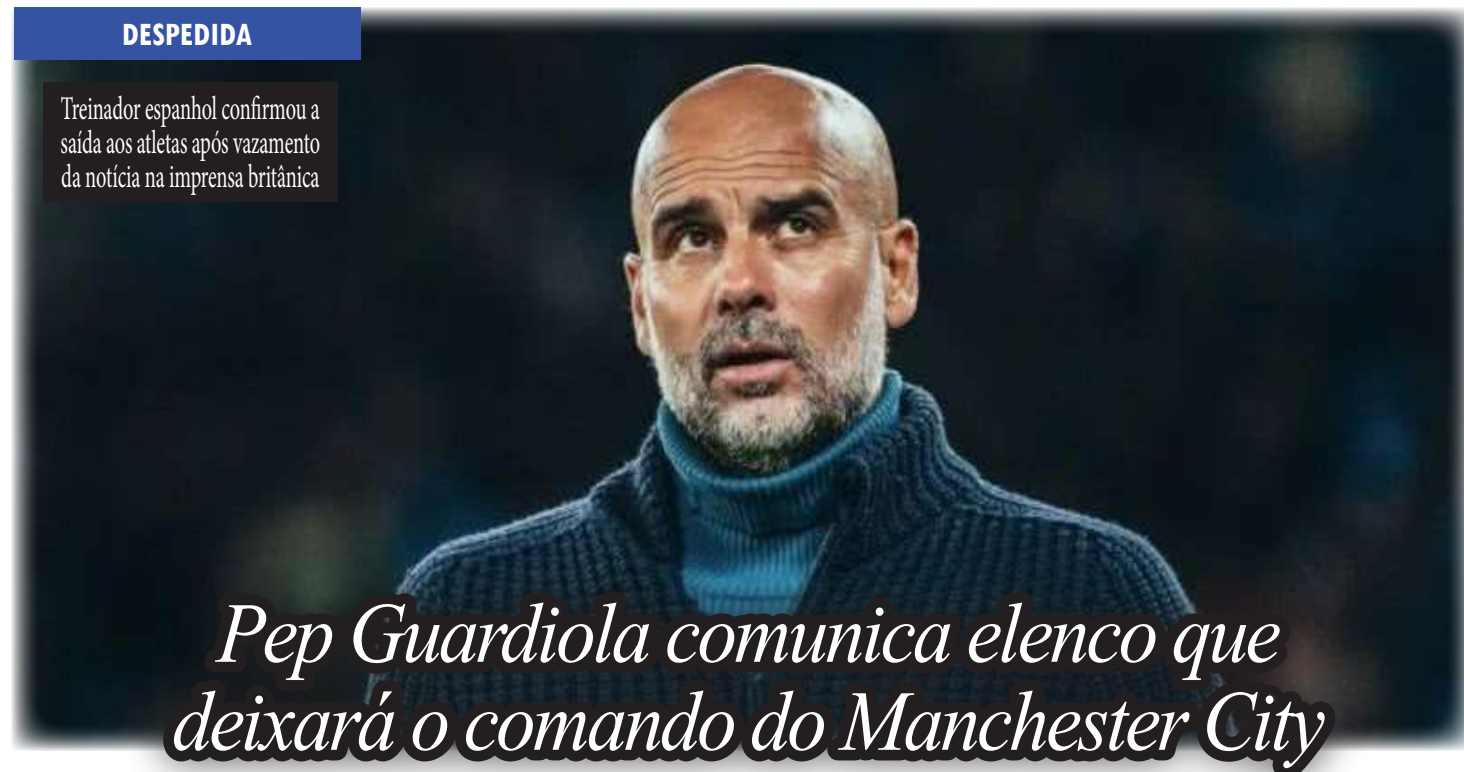 DESPEDIDA
Treinador espanhol confirmou a
saída aos atletas após vazamento
da notícia na imprensa britânica
Pep Guardiola comunica elenco que
deixará o comando do Manchester City